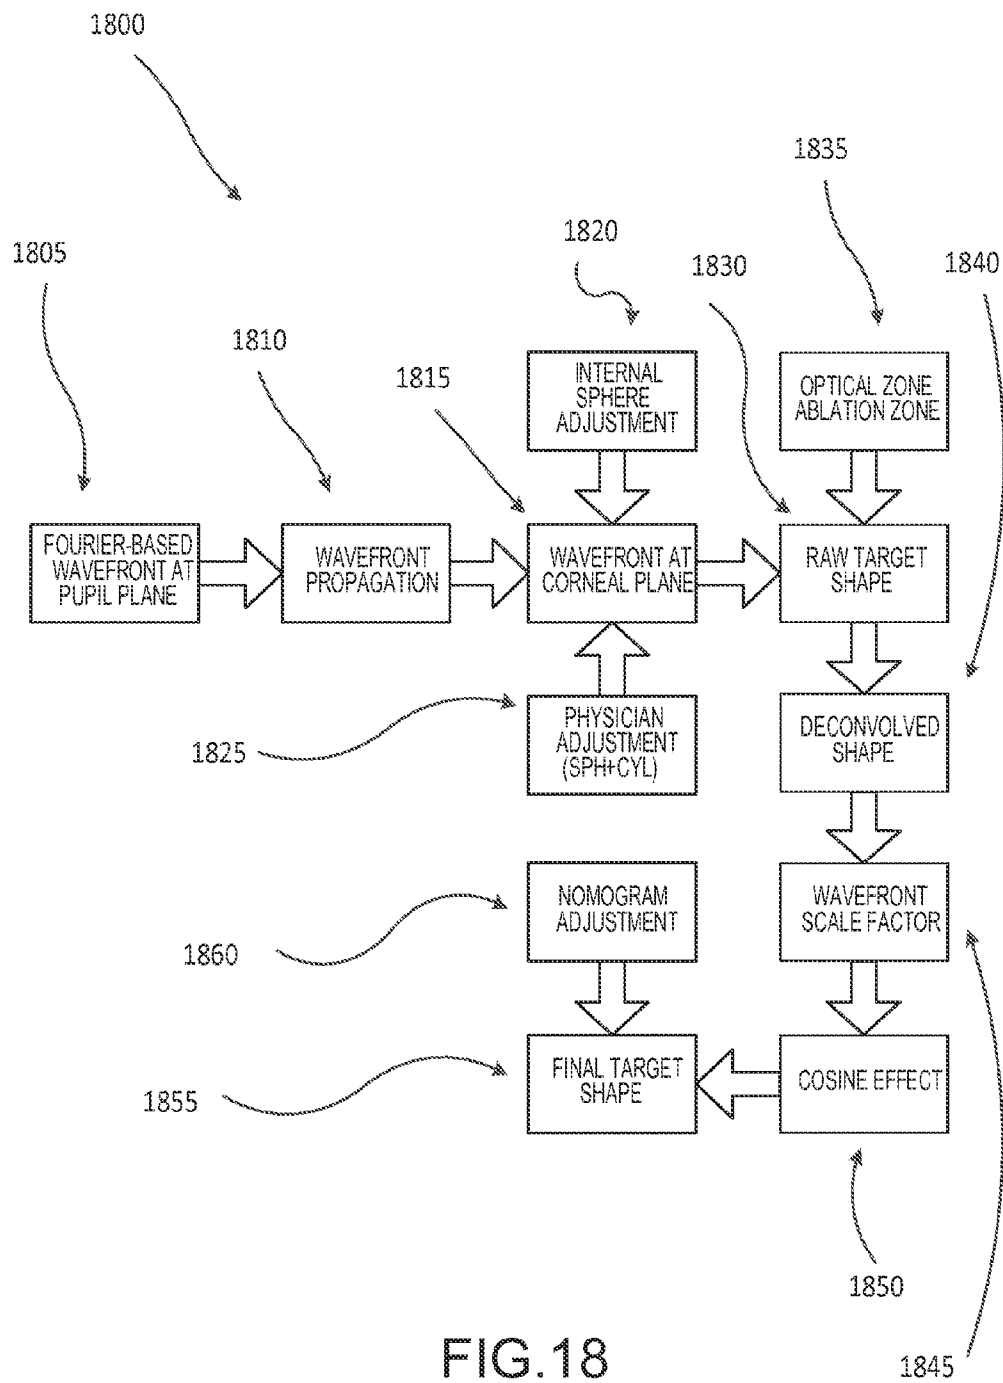 1800
1835
1805
1820
1830
1840
1810
1815
INTERNAL
SPHERE
ADJUSTMENT
OPTICAL ZONE
ABLATION ZONE
FOURIER-BASED
WAVEFRONT AT
PUPIL PLANE
WAVEFRONT
PROPAGATION
WAVEFRONT AT
CORNEAL PLANE
RAW TARGET
SHAPE
1825
PHYSICIAN
ADJUSTMENT
(SPH+CYL)
DECONVOLVED
SHAPE
1860
NOMOGRAM
ADJUSTMENT
WAVEFRONT
SCALE FACTOR
1855
FINAL TARGET
SHAPE
COSINE EFFECT
1850
1845
FIG.18